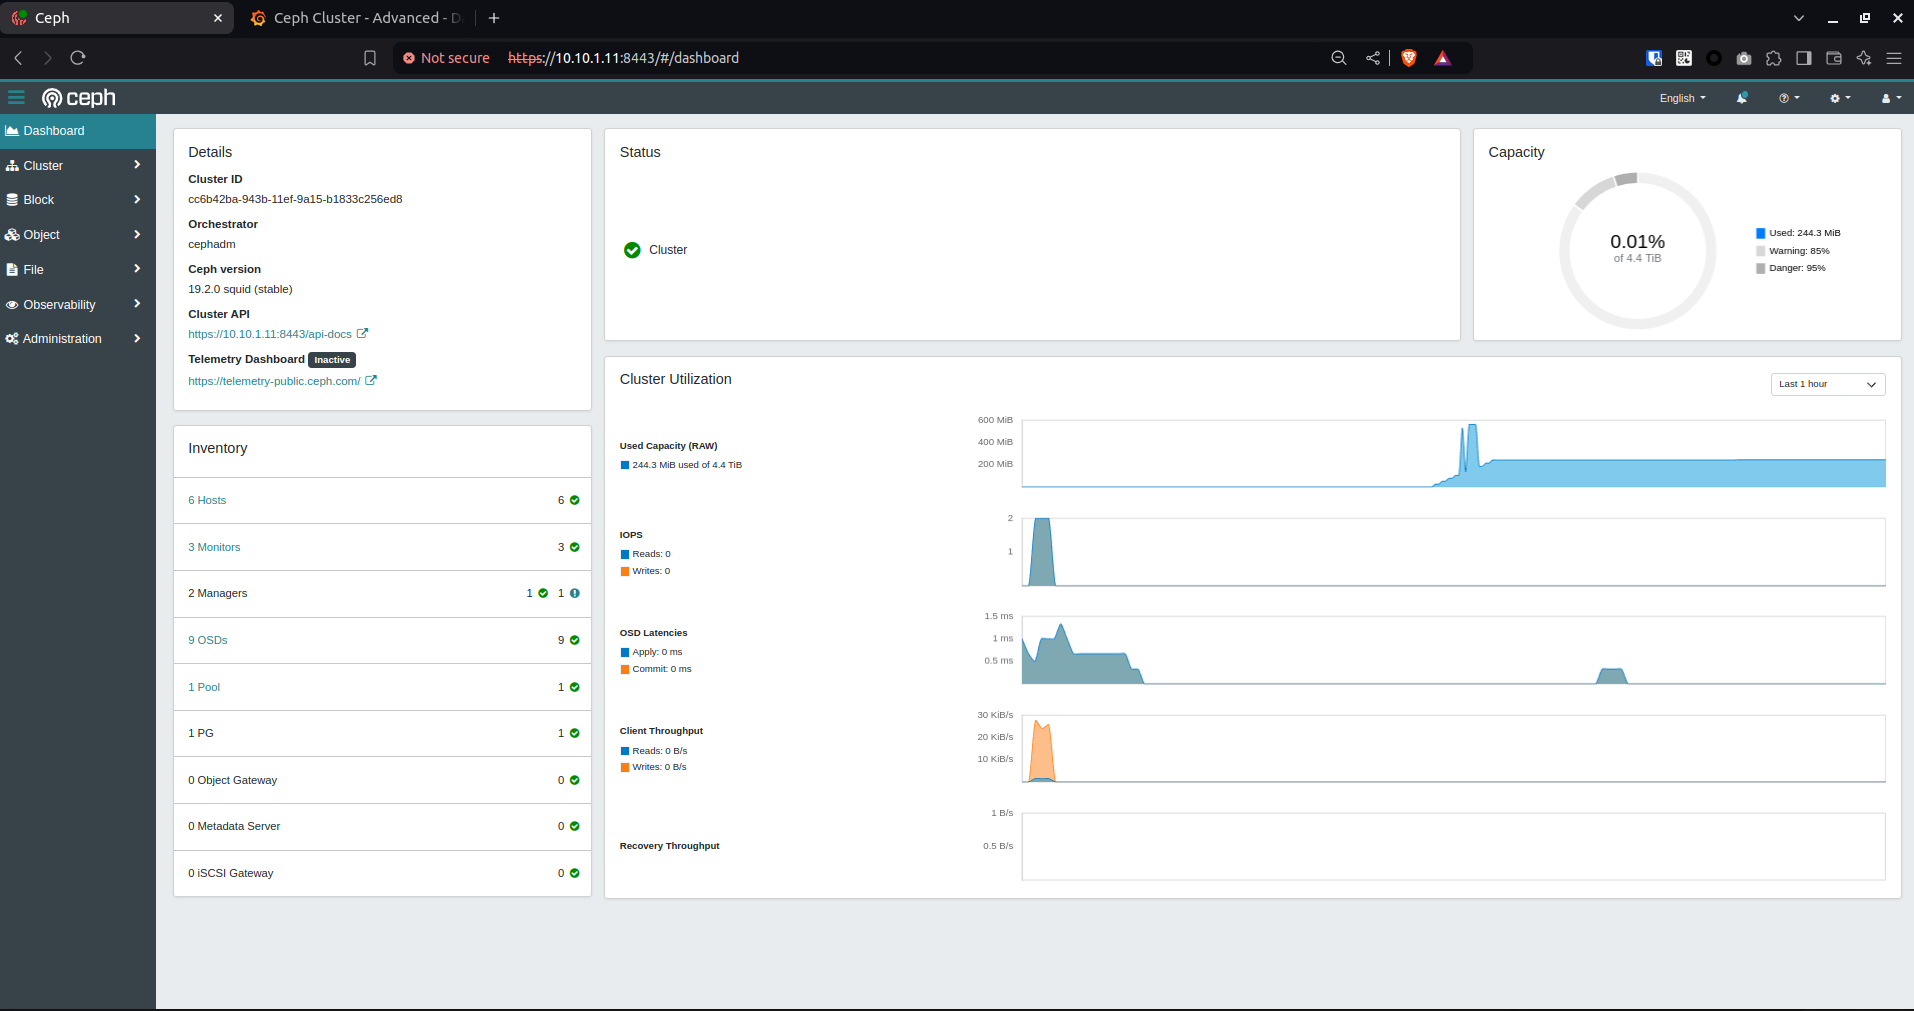 Ceph
Ceph Cluster - Advanced - D
Not secure https://10.10.1.11:8443/#/dashboard
ceph
English
Dashboard
Cluster
Block
Object
File
Observability
Administration
Details
Cluster ID
cc6b42ba-943b-11ef-9a15-b1833c256ed8
Orchestrator
cephadm
Ceph version
19.2.0 squid (stable)
Cluster API
https://10.10.1.11:8443/api-docs
Telemetry Dashboard Inactive
https://telemetry-public.ceph.com/
Inventory
6 Hosts 6
3 Monitors 3
2 Managers 1 1
9 OSDs 9
1 Pool 1
1 PG 1
0 Object Gateway 0
0 Metadata Server 0
0 iSCSI Gateway 0
Status
Cluster
Capacity
0.01%
of 4.4 TiB
Used: 244.3 MiB
Warning: 85%
Danger: 95%
Cluster Utilization
Last 1 hour
Used Capacity (RAW)
244.3 MiB used of 4.4 TiB
600 MiB
400 MiB
200 MiB
IOPS
Reads: 0
Writes: 0
2
1
OSD Latencies
Apply: 0 ms
Commit: 0 ms
1.5 ms
1 ms
0.5 ms
Client Throughput
Reads: 0 B/s
Writes: 0 B/s
30 KiB/s
20 KiB/s
10 KiB/s
Recovery Throughput
1 B/s
0.5 B/s